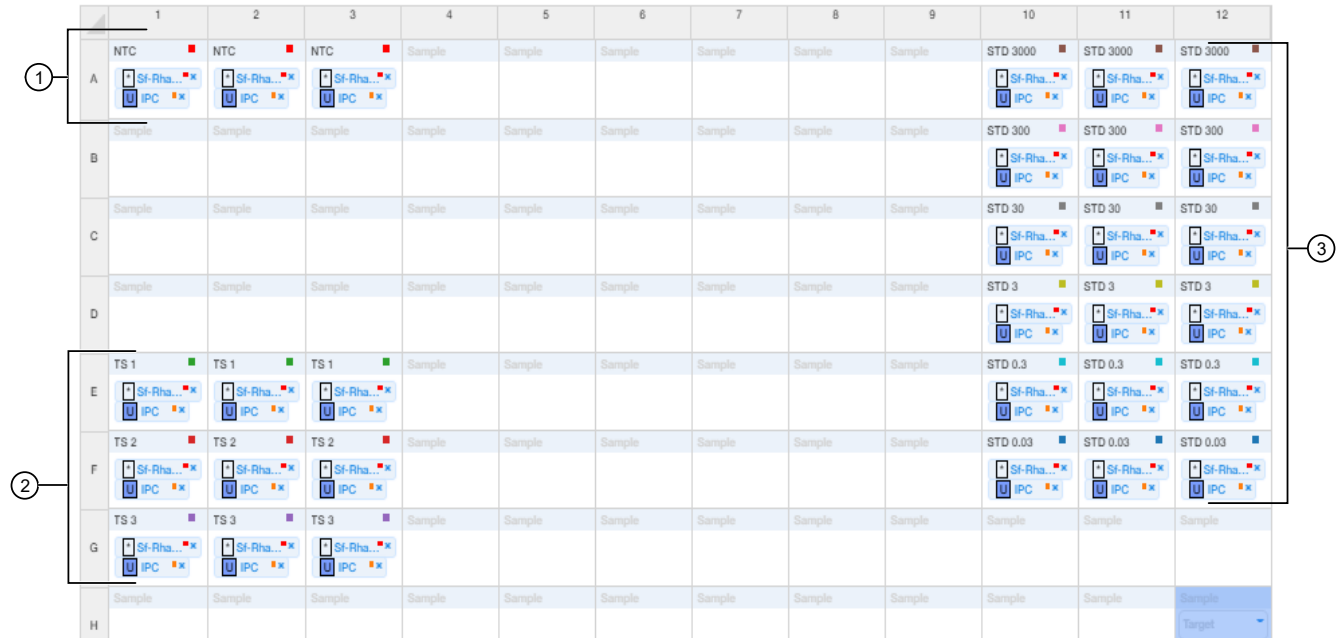 1 2 3 4 5 6 7 8 9 10 11 12
A NTC NTC NTC Sample Sample Sample Sample Sample Sample STD 3000 STD 3000 STD 3000
* Sf-Rha... * Sf-Rha... * Sf-Rha... * Sf-Rha... * Sf-Rha... * Sf-Rha...
U IPC U IPC U IPC U IPC U IPC U IPC
1
B Sample Sample Sample Sample Sample Sample Sample Sample Sample STD 300 STD 300 STD 300
* Sf-Rha... * Sf-Rha... * Sf-Rha...
U IPC U IPC U IPC
C Sample Sample Sample Sample Sample Sample Sample Sample Sample STD 30 STD 30 STD 30
* Sf-Rha... * Sf-Rha... * Sf-Rha...
U IPC U IPC U IPC
3
D Sample Sample Sample Sample Sample Sample Sample Sample Sample STD 3 STD 3 STD 3
* Sf-Rha... * Sf-Rha... * Sf-Rha...
U IPC U IPC U IPC
E TS 1 TS 1 TS 1 Sample Sample Sample Sample Sample Sample STD 0.3 STD 0.3 STD 0.3
* Sf-Rha... * Sf-Rha... * Sf-Rha... * Sf-Rha... * Sf-Rha... * Sf-Rha...
U IPC U IPC U IPC U IPC U IPC U IPC
F TS 2 TS 2 TS 2 Sample Sample Sample Sample Sample Sample STD 0.03 STD 0.03 STD 0.03
* Sf-Rha... * Sf-Rha... * Sf-Rha... * Sf-Rha... * Sf-Rha... * Sf-Rha...
U IPC U IPC U IPC U IPC U IPC U IPC
2
G TS 3 TS 3 TS 3 Sample Sample Sample Sample Sample Sample Sample Sample Sample
* Sf-Rha... * Sf-Rha... * Sf-Rha...
U IPC U IPC U IPC
H Sample Sample Sample Sample Sample Sample Sample Sample Sample Sample Sample Sample
Target